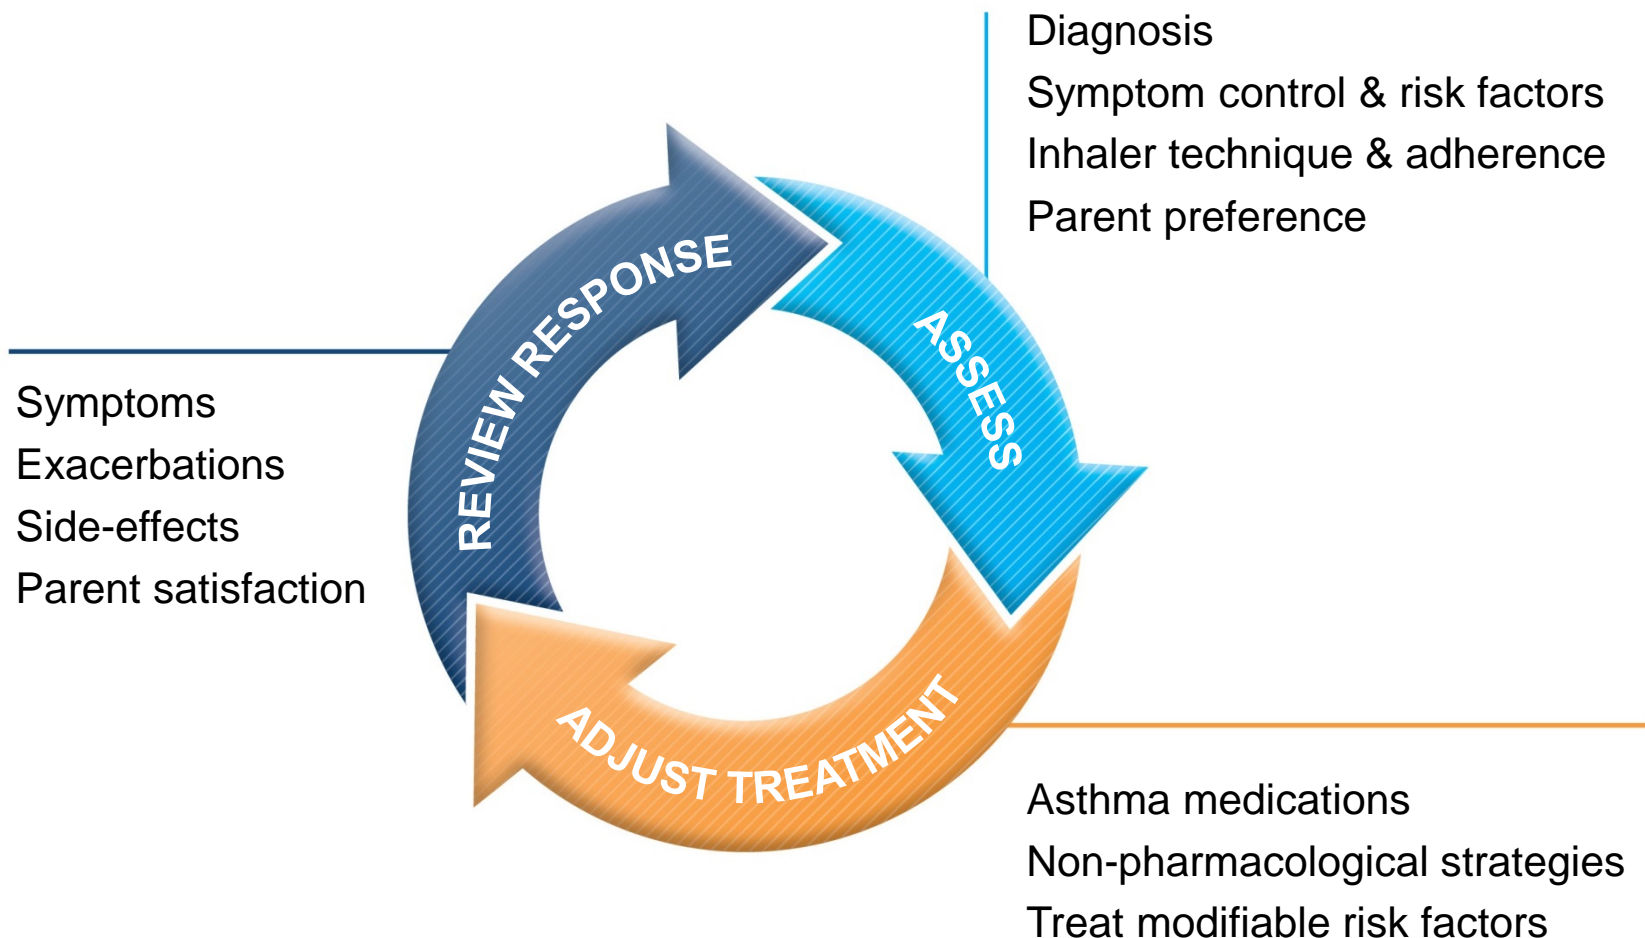 Diagnosis
Symptom control & risk factors
Inhaler technique & adherence
Parent preference
REVIEW RESPONSE
ASSESS
Symptoms
Exacerbations
Side-effects
Parent satisfaction
ADJUST TREATMENT
Asthma medications
Non-pharmacological strategies
Treat modifiable risk factors